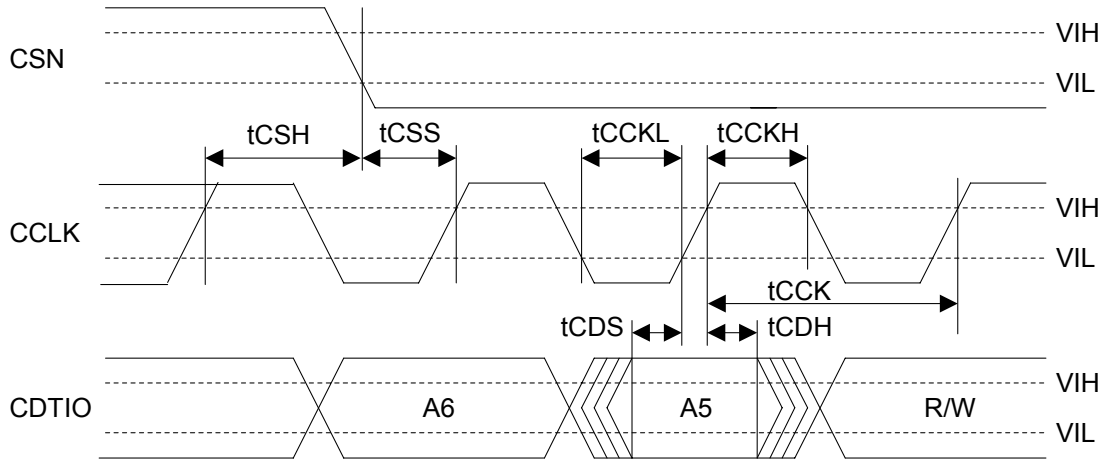 CSN
VIH
VIL
tCSH
tCSS
tCCKL
tCCKH
CCLK
VIH
VIL
tCCK
tCDS
tCDH
CDTIO
A6
A5
R/W
VIH
VIL